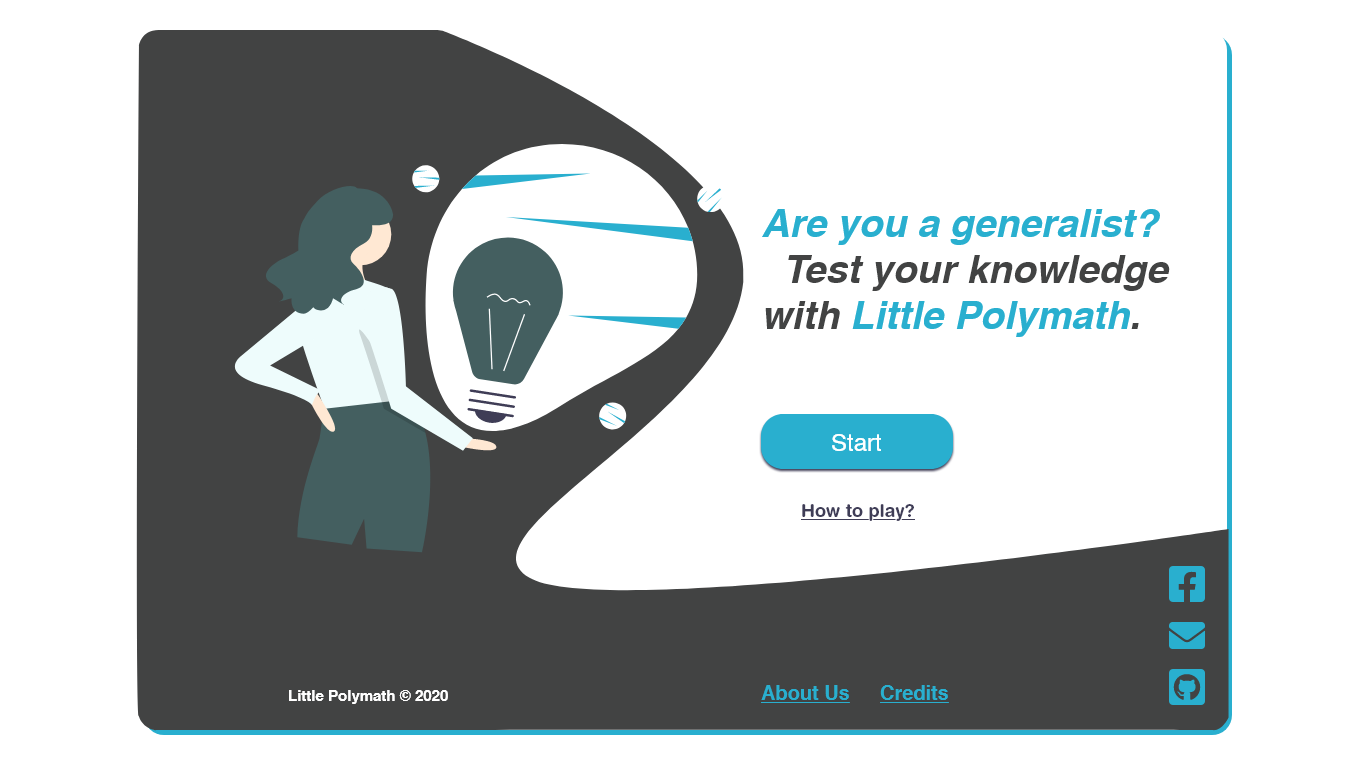 Are you a generalist?
Test your knowledge
with Little Polymath.
Start
How to play?
Little Polymath © 2020
About Us
Credits